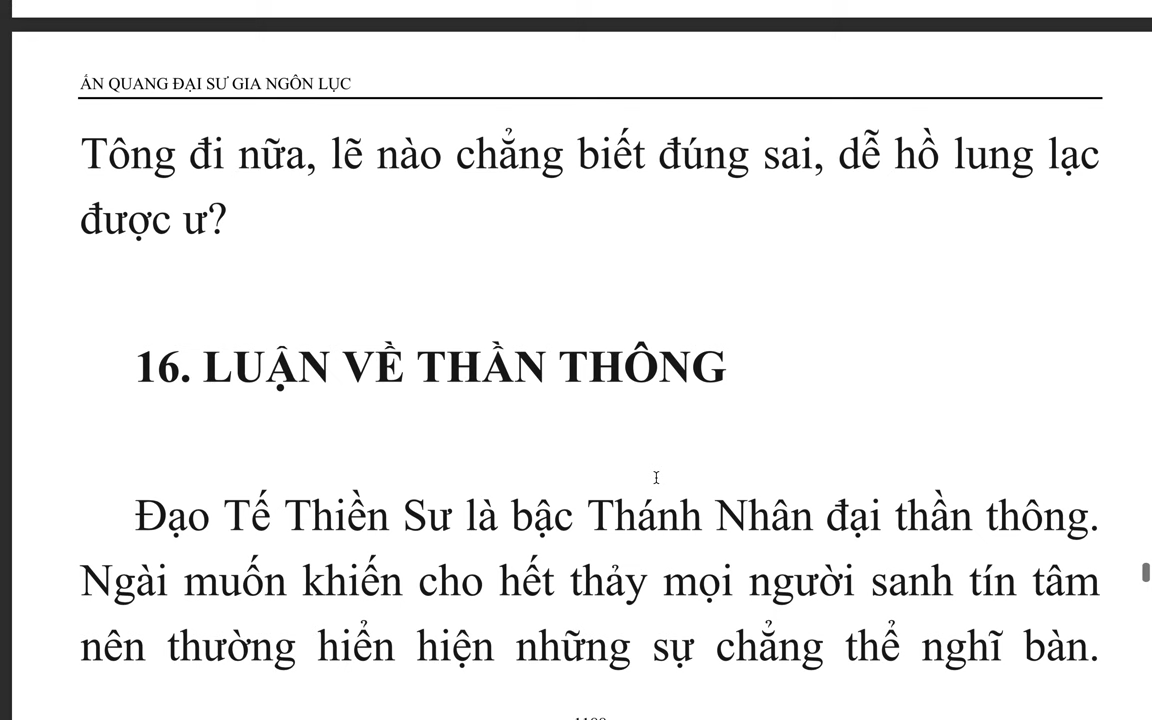 ẤN QUANG ĐẠI SƯ GIA NGÔN LỤC
Tông đi nữa, lẽ nào chẳng biết đúng sai, dễ hồ lung lạc
được ư?
16. LUẬN VỀ THẦN THÔNG
Đạo Tế Thiền Sư là bậc Thánh Nhân đại thần thông.
Ngài muốn khiến cho hết thảy mọi người sanh tín tâm
nên thường hiển hiện những sự chẳng thể nghĩ bàn.